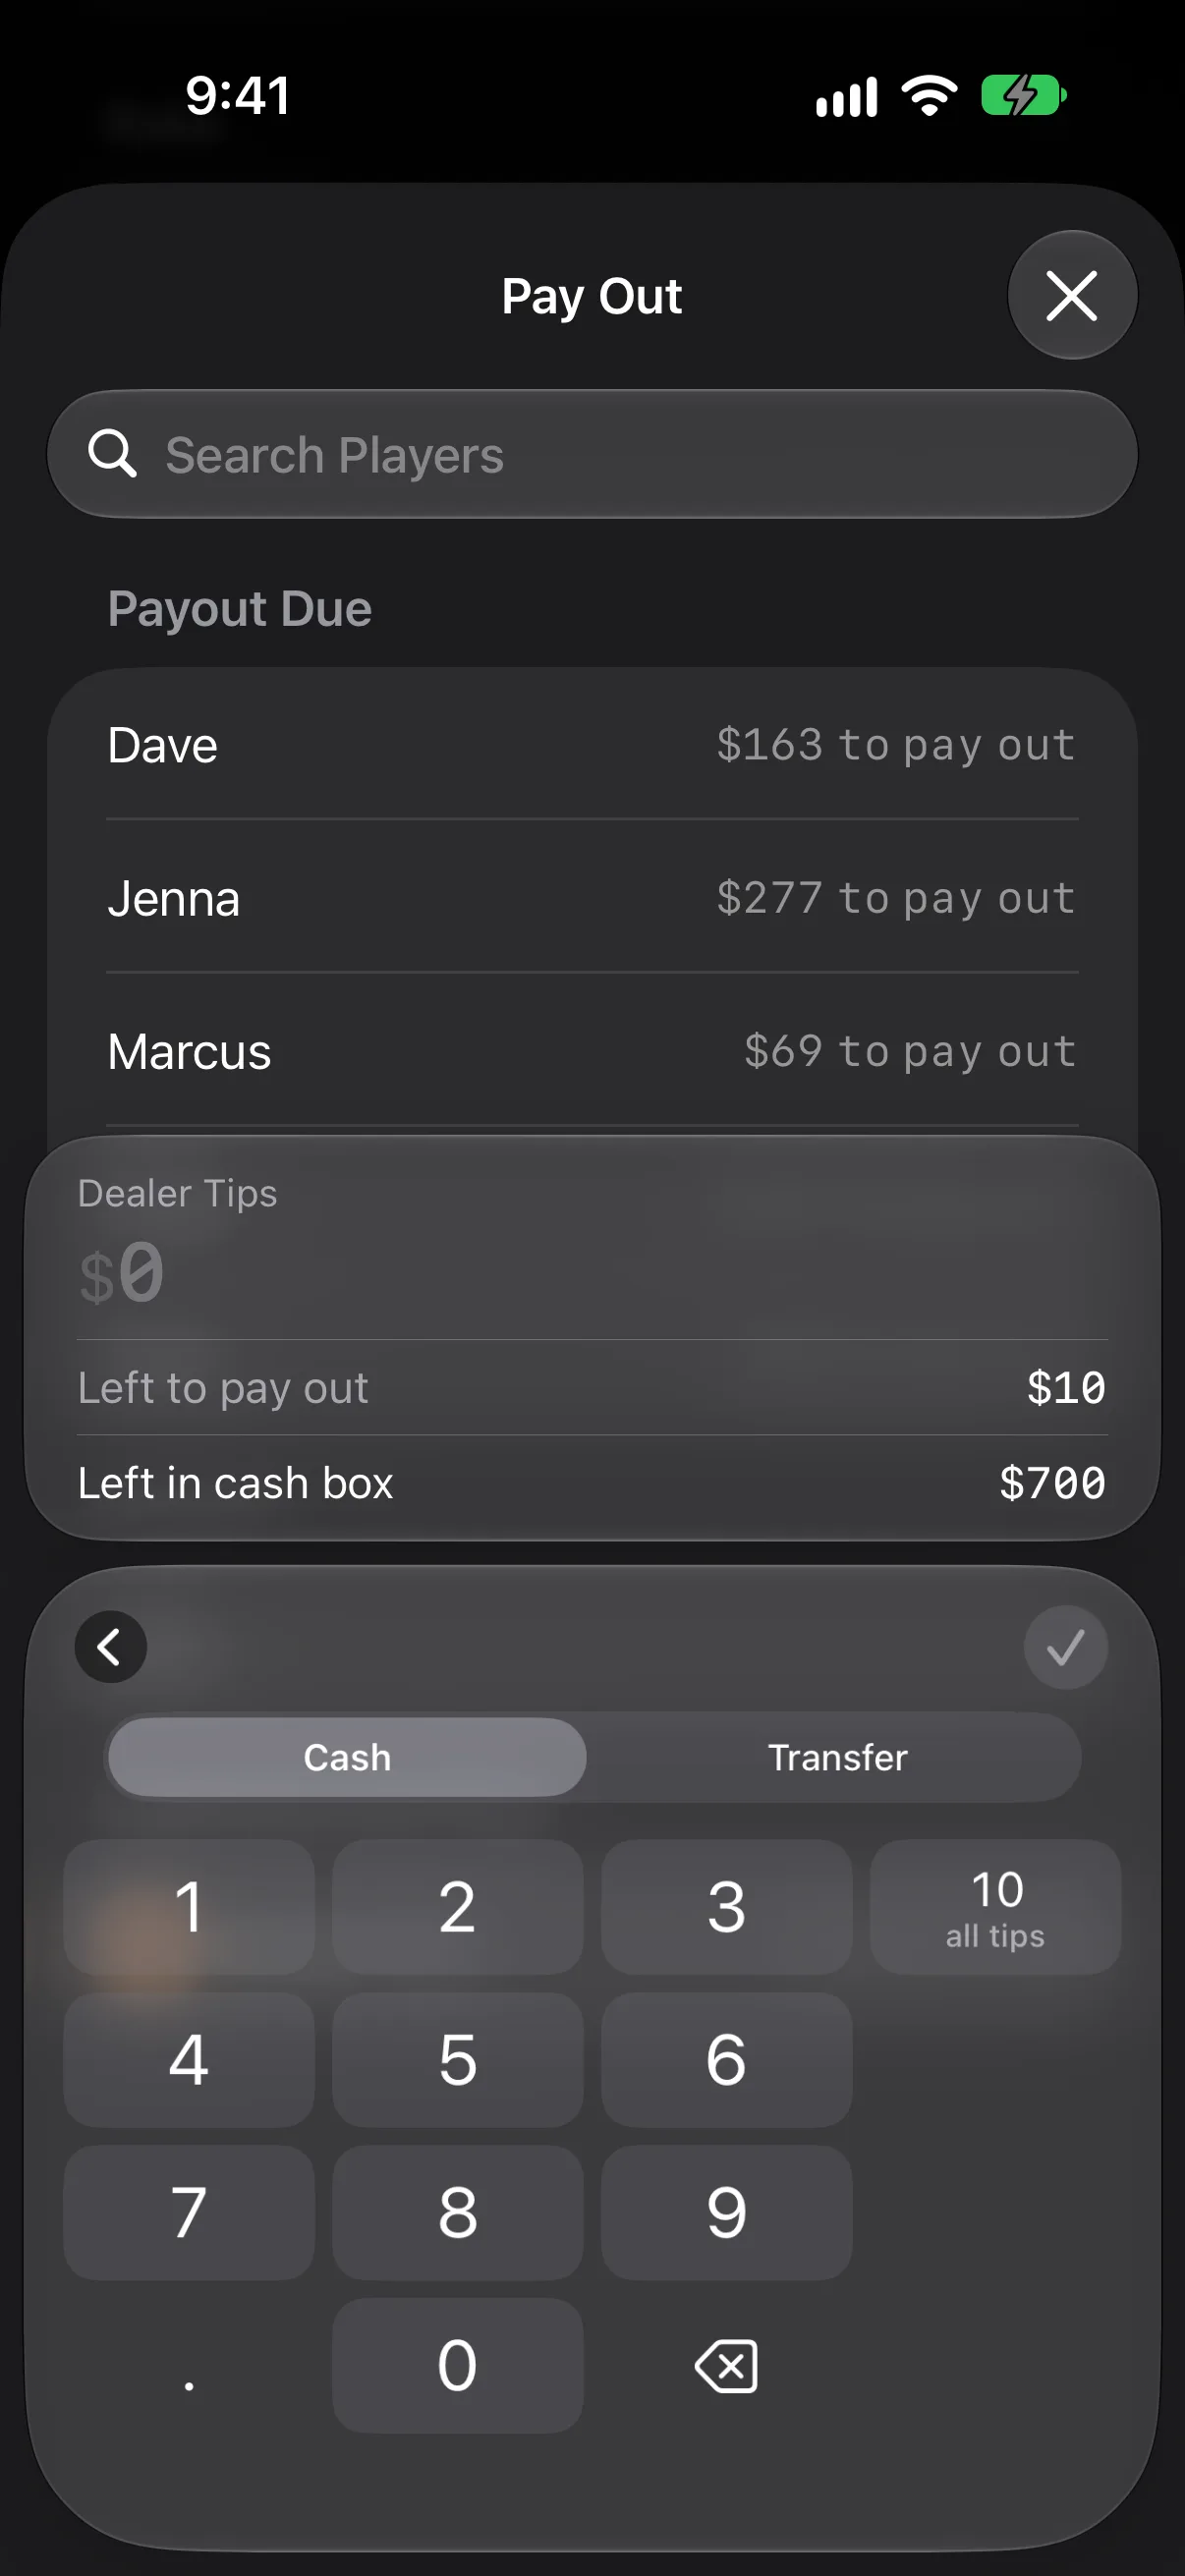 9:41
Pay Out
Search Players
Payout Due
Dave $163 to pay out
Jenna $277 to pay out
Marcus $69 to pay out
Dealer Tips
$0
Left to pay out $10
Left in cash box $700
Cash Transfer
1 2 3 10
all tips
4 5 6
7 8 9
. 0